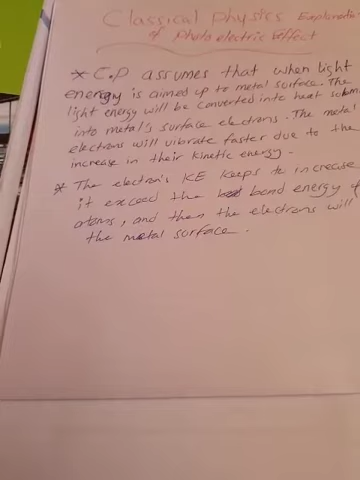 Classical Physics Explanation
of Photo electric Effect
* C.P assumes that when light
energy is aimed up to metal surface. The
light energy will be converted into heat
into metal's surface electrons. The metal
electrons will vibrate faster due to the
increase in their kinetic energy.
* The electron's KE keeps to increase
it exceed the bond energy of
atoms, and then the electrons will
the metal surface.